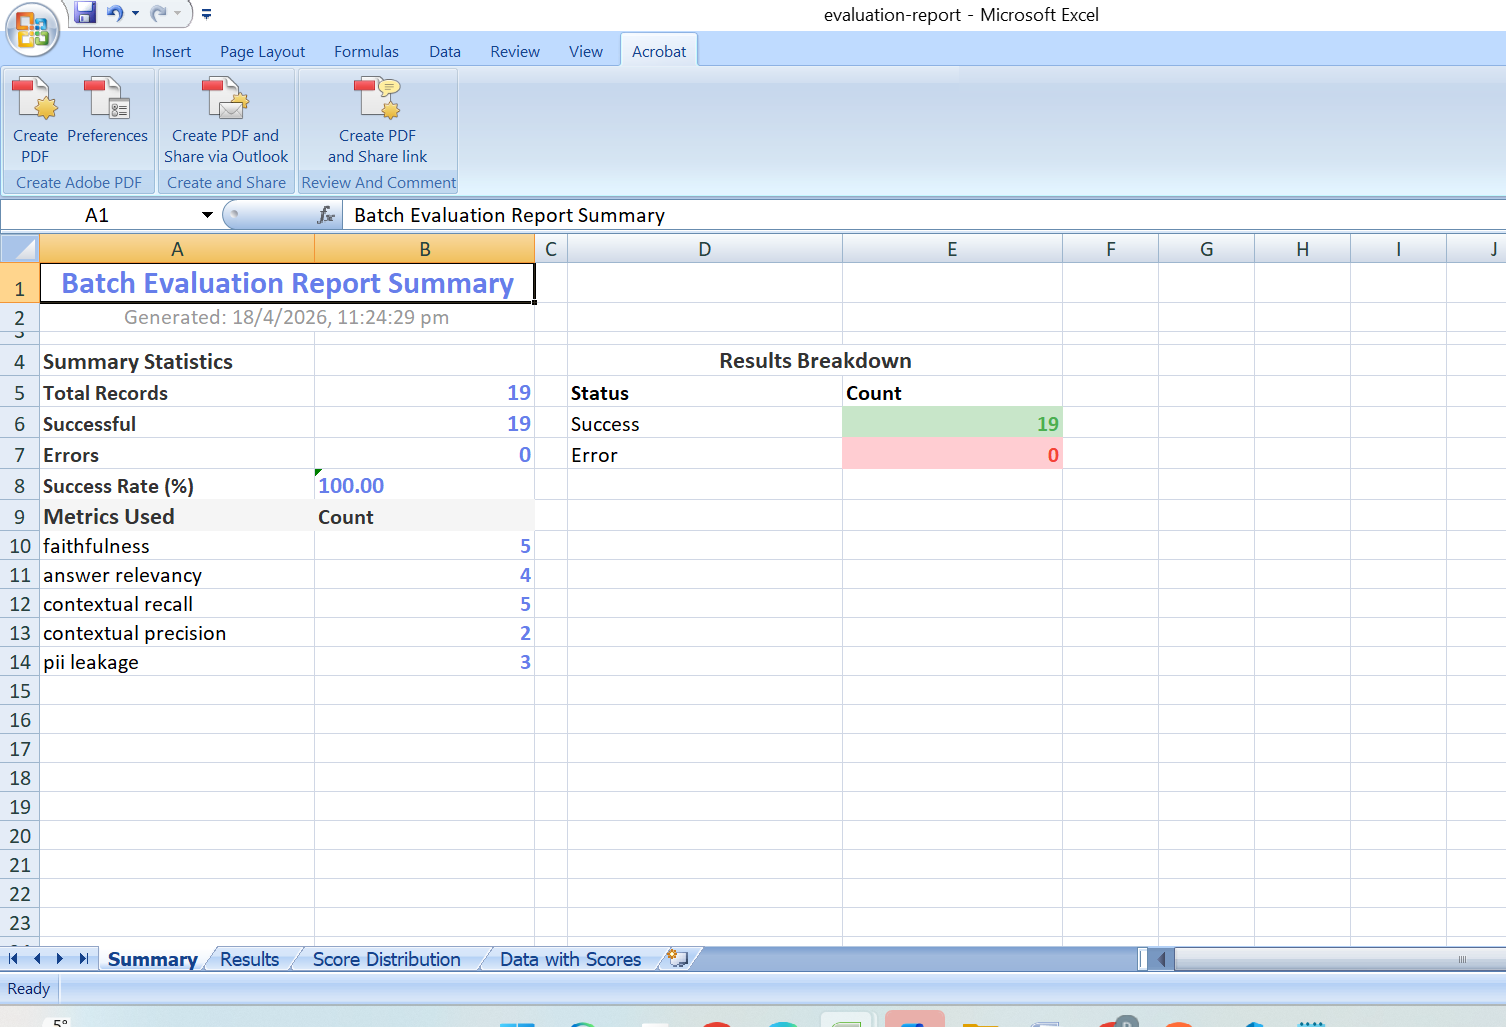 evaluation-report - Microsoft Excel
Home Insert Page Layout Formulas Data Review View Acrobat
Create PDF
Preferences
Create PDF and Share via Outlook
Create PDF and Share link
Create Adobe PDF
Create and Share
Review And Comment
A1 fx Batch Evaluation Report Summary
A B C D E F G H I J
1 Batch Evaluation Report Summary
2 Generated: 18/4/2026, 11:24:29 pm
3
4 Summary Statistics Results Breakdown
5 Total Records 19 Status Count
6 Successful 19 Success 19
7 Errors 0 Error 0
8 Success Rate (%) 100.00
9 Metrics Used Count
10 faithfulness 5
11 answer relevancy 4
12 contextual recall 5
13 contextual precision 2
14 pii leakage 3
15
16
17
18
19
20
21
22
23
Summary Results Score Distribution Data with Scores
Ready
5°